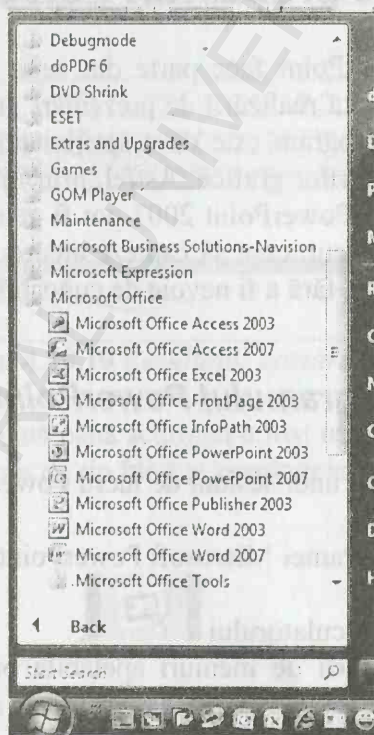 Debugmode
doPDF 6
DVD Shrink
ESET
Extras and Upgrades
Games
GOM Player
Maintenance
Microsoft Business Solutions-Navision
Microsoft Expression
Microsoft Office
Microsoft Office Access 2003
Microsoft Office Access 2007
Microsoft Office Excel 2003
Microsoft Office FrontPage 2003
Microsoft Office InfoPath 2003
Microsoft Office PowerPoint 2003
Microsoft Office PowerPoint 2007
Microsoft Office Publisher 2003
Microsoft Office Word 2003
Microsoft Office Word 2007
Microsoft Office Tools
Back
Start Search